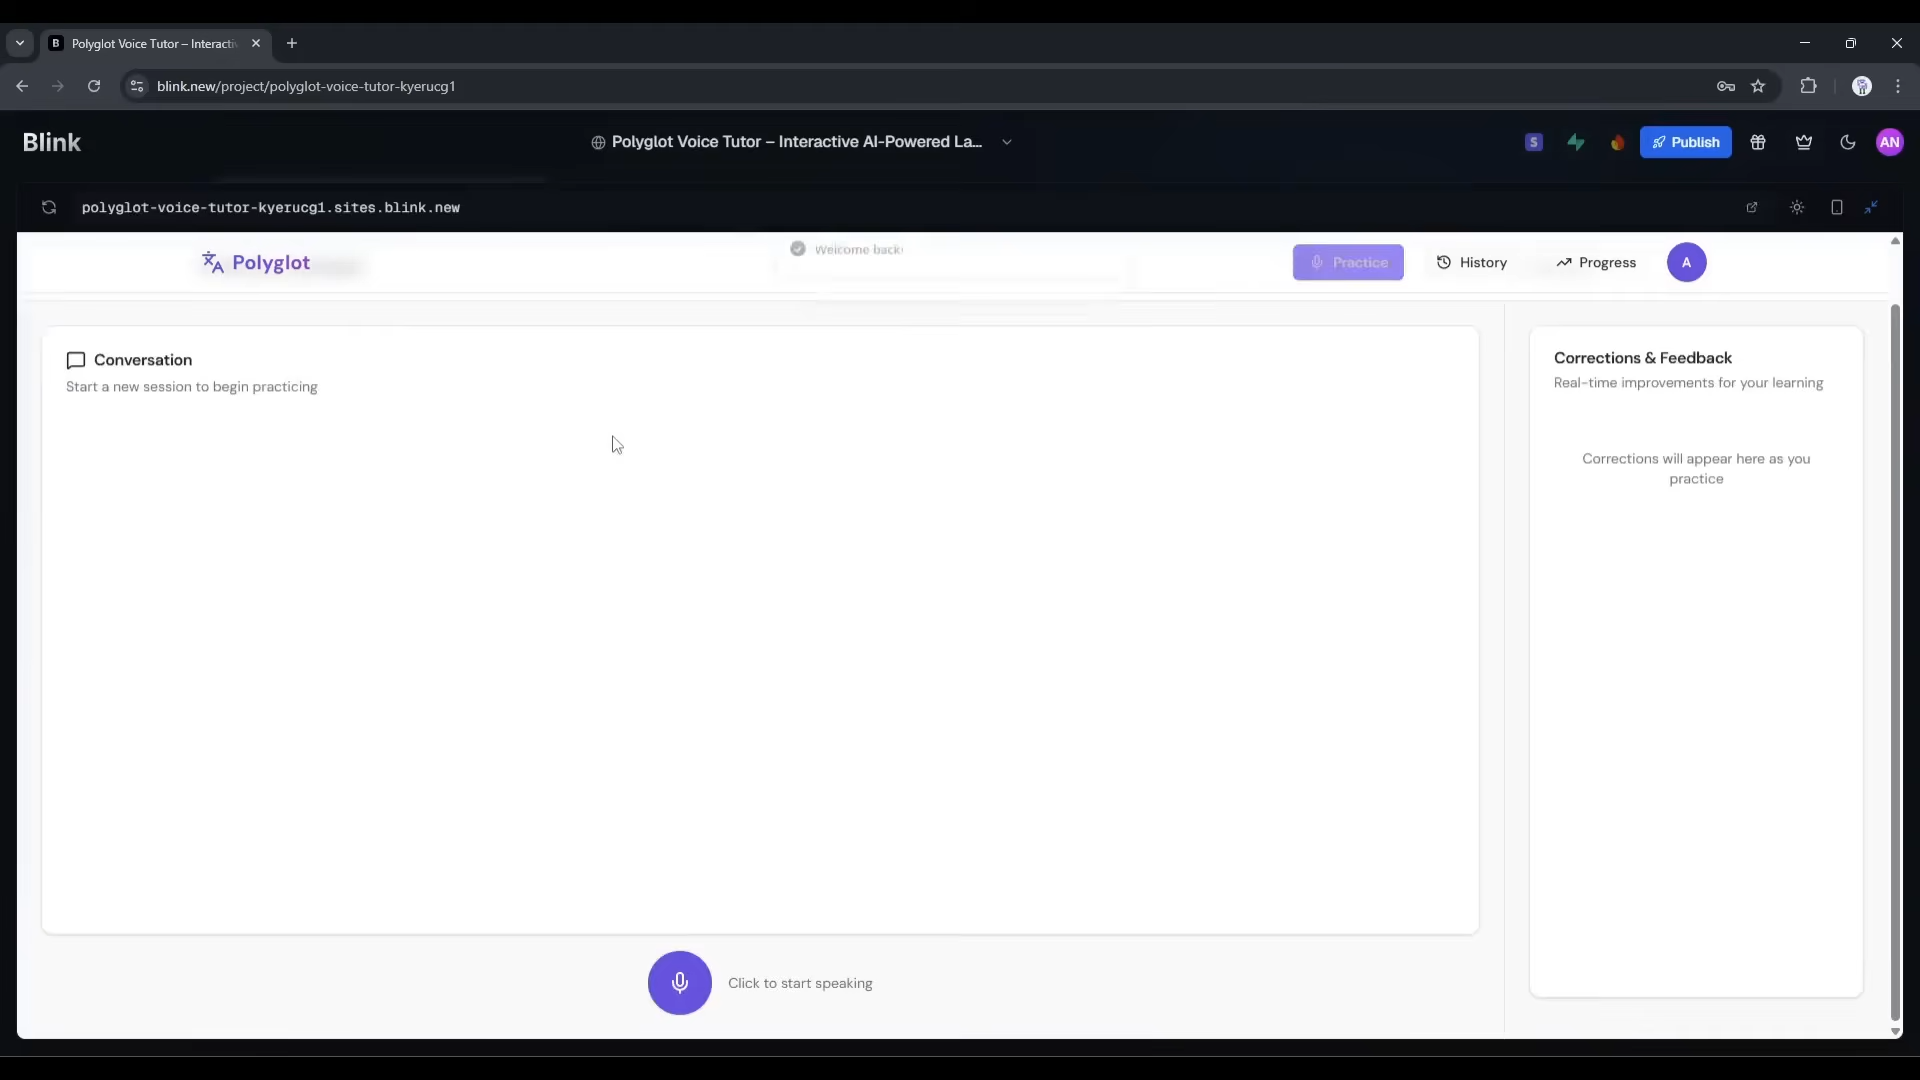 Polyglot Voice Tutor – Interacti
blink.new/project/polyglot-voice-tutor-kyerucg1
Blink
Polyglot Voice Tutor – Interactive AI-Powered La...
S
Publish
AN
polyglot-voice-tutor-kyerucg1.sites.blink.new
Polyglot
Welcome back!
Practice
History
Progress
A
Conversation
Start a new session to begin practicing
Corrections & Feedback
Real-time improvements for your learning
Corrections will appear here as you
practice
Click to start speaking